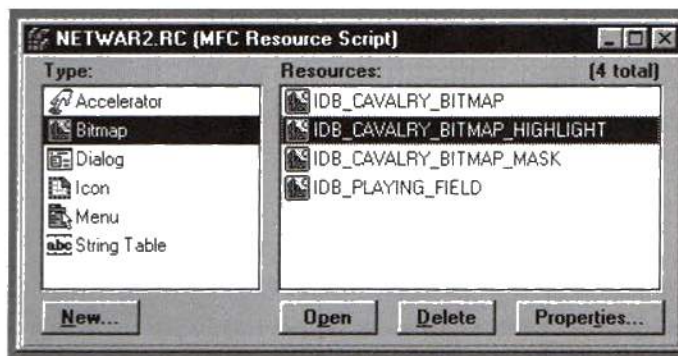 NETWAR2.RC (MFC Resource Script)
Type:
Resources:
(4 total)
Accelerator
Bitmap
Dialog
Icon
Menu
abc String Table
IDB_CAVALRY_BITMAP
IDB_CAVALRY_BITMAP_HIGHLIGHT
IDB_CAVALRY_BITMAP_MASK
IDB_PLAYING_FIELD
New...
Open
Delete
Properties...